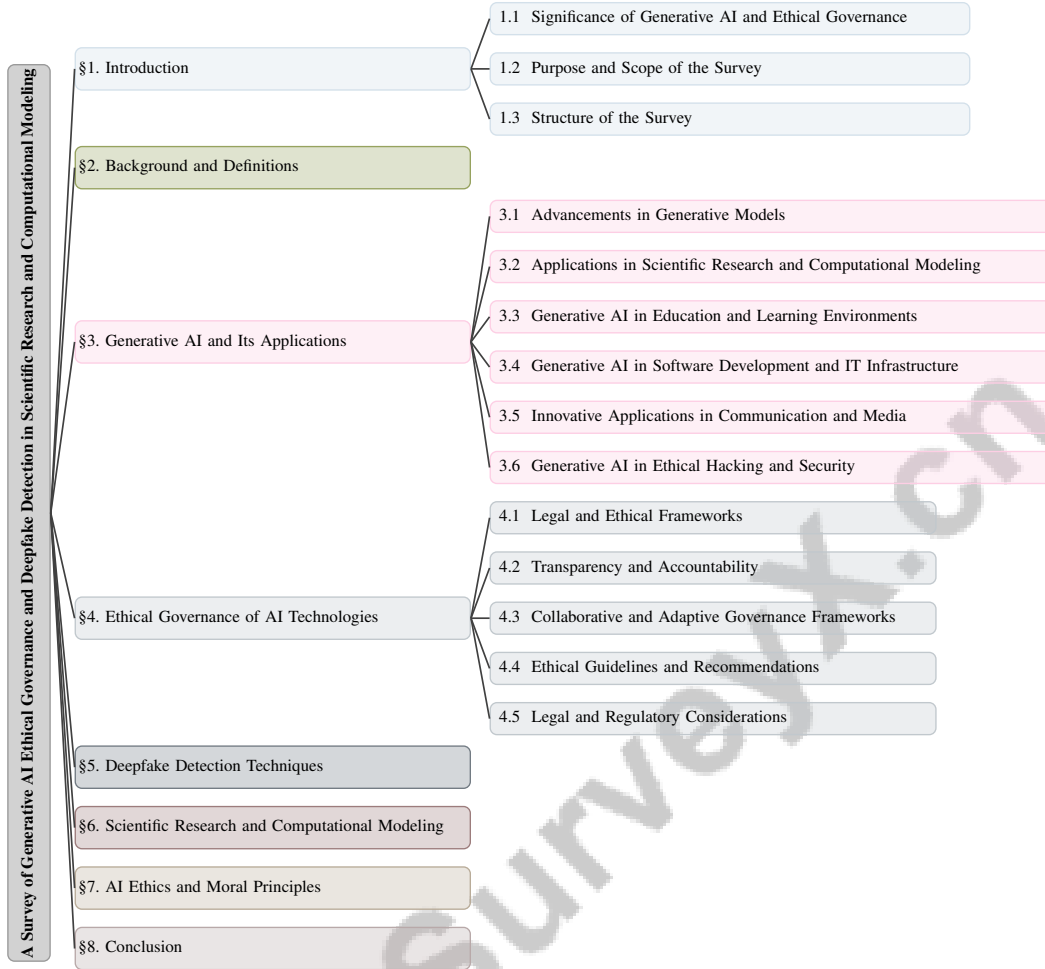 A Survey of Generative AI Ethical Governance and Deepfake Detection in Scientific Research and Computational Modeling
§1. Introduction
1.1 Significance of Generative AI and Ethical Governance
1.2 Purpose and Scope of the Survey
1.3 Structure of the Survey
§2. Background and Definitions
§3. Generative AI and Its Applications
3.1 Advancements in Generative Models
3.2 Applications in Scientific Research and Computational Modeling
3.3 Generative AI in Education and Learning Environments
3.4 Generative AI in Software Development and IT Infrastructure
3.5 Innovative Applications in Communication and Media
3.6 Generative AI in Ethical Hacking and Security
§4. Ethical Governance of AI Technologies
4.1 Legal and Ethical Frameworks
4.2 Transparency and Accountability
4.3 Collaborative and Adaptive Governance Frameworks
4.4 Ethical Guidelines and Recommendations
4.5 Legal and Regulatory Considerations
§5. Deepfake Detection Techniques
§6. Scientific Research and Computational Modeling
§7. AI Ethics and Moral Principles
§8. Conclusion
Surveyx.cn